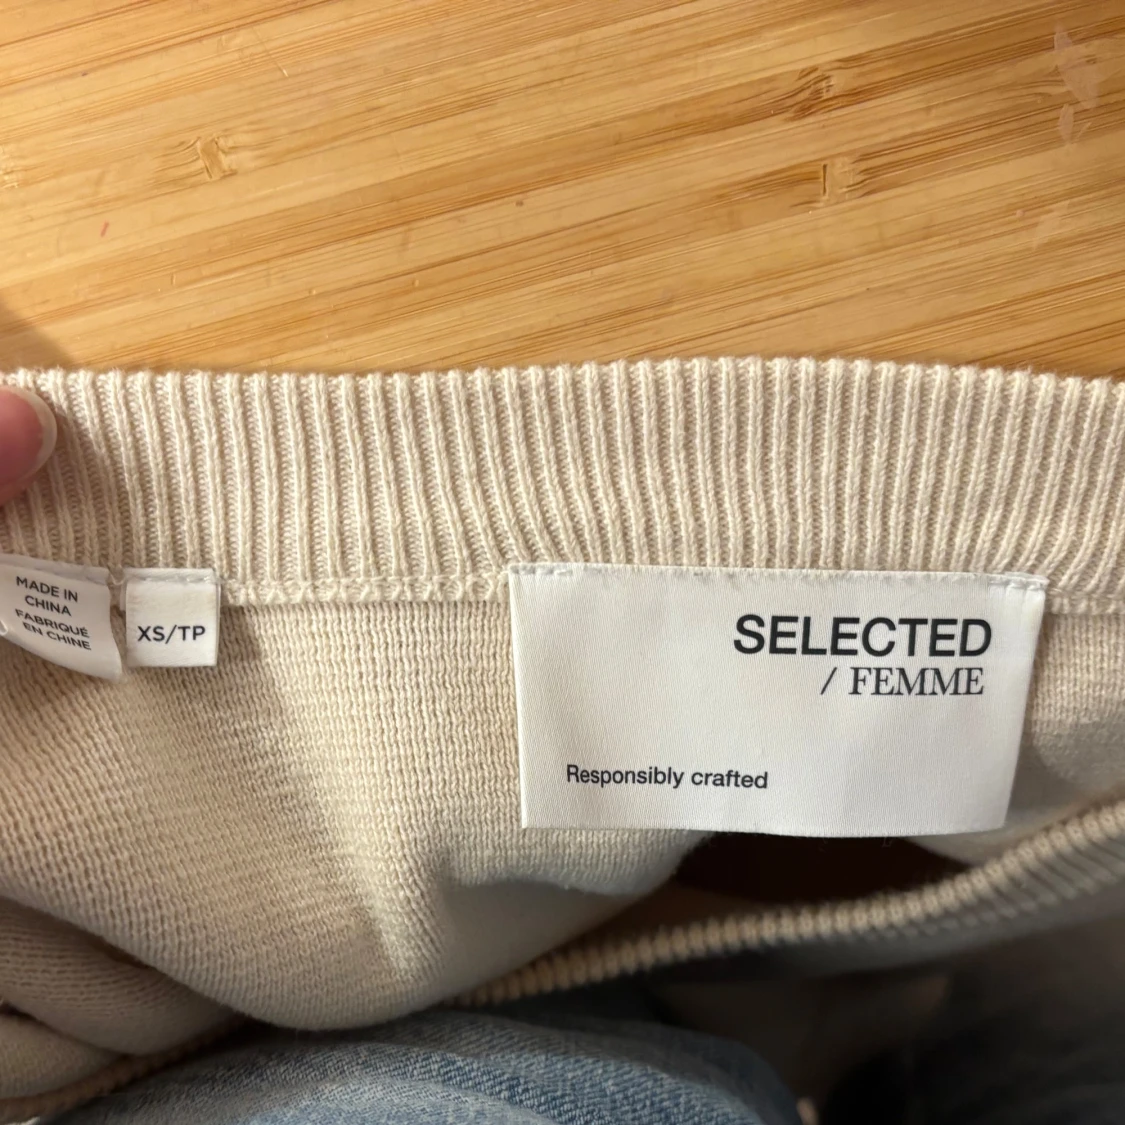 MADE IN
CHINA
FABRIQUÉ
EN CHINE
XS/TP
SELECTED
/ FEMME
Responsibly crafted